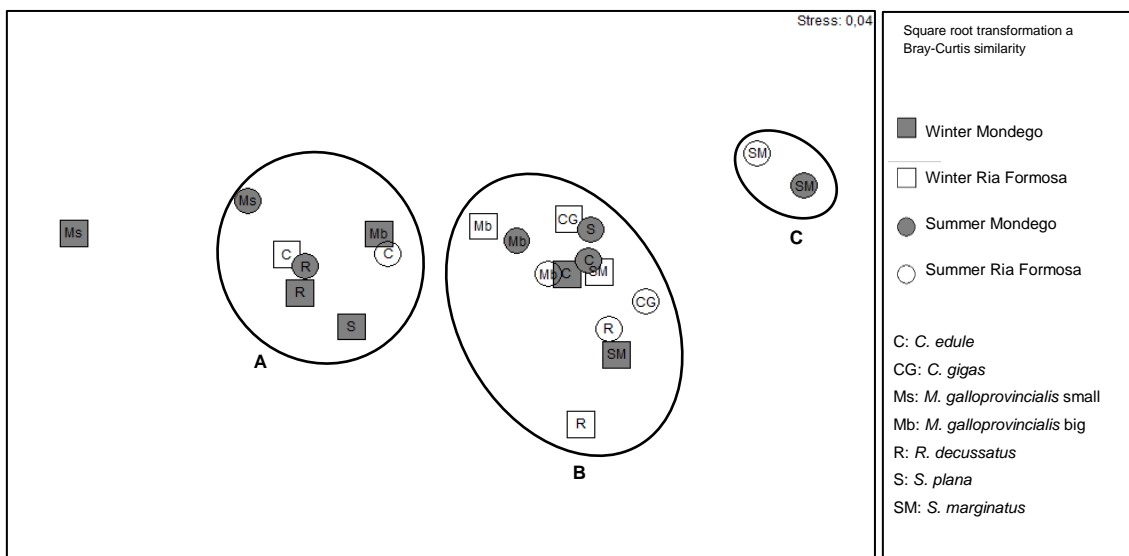 Stress: 0,04
SM
SM
C
Ms
Ms
Mb
C
C
R
R
S
A
Mb
CG
S
Mb
C
Mb
C
SM
CG
R
SM
R
B
Square root transformation a
Bray-Curtis similarity
Winter Mondego
Winter Ria Formosa
Summer Mondego
Summer Ria Formosa
C: C. edule
CG: C. gigas
Ms: M. galloprovincialis small
Mb: M. galloprovincialis big
R: R. decussatus
S: S. plana
SM: S. marginatus